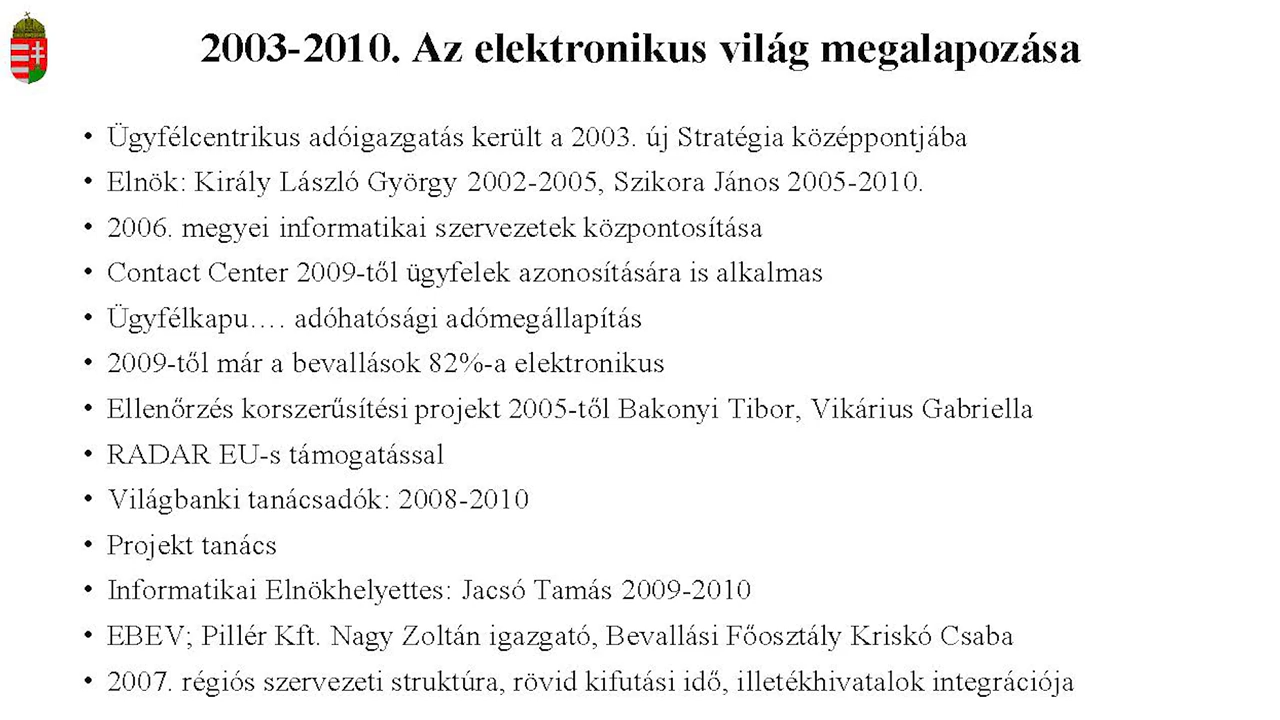 2003-2010. Az elektronikus világ megalapozása
• Ügyfélcentrikus adóigazgatás került a 2003. új Stratégia középpontjába
• Elnök: Király László György 2002-2005, Szikora János 2005-2010.
• 2006. megyei informatikai szervezetek központosítása
• Contact Center 2009-től ügyfelek azonosítására is alkalmas
• Ügyfélkapu…. adóhatósági adómegállapítás
• 2009-től már a bevallások 82%-a elektronikus
• Ellenőrzés korszerűsítési projekt 2005-től Bakonyi Tibor, Vikárius Gabriella
• RADAR EU-s támogatással
• Világbanki tanácsadók: 2008-2010
• Projekt tanács
• Informatikai Elnökhelyettes: Jacsó Tamás 2009-2010
• EBEV; Pillér Kft. Nagy Zoltán igazgató, Bevallási Főosztály Kriskó Csaba
• 2007. régiós szervezeti struktúra, rövid kifutási idő, illetékhivatalok integrációja